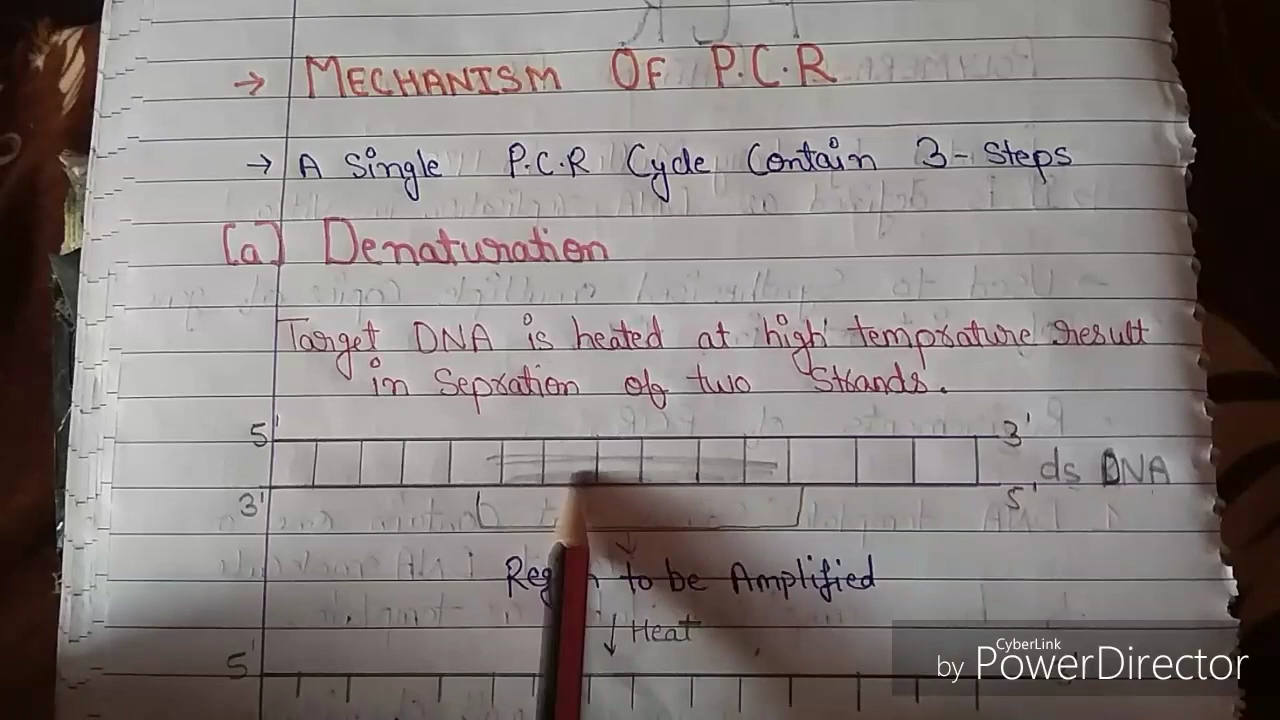 → MECHANISM OF P.C.R
→ A Single P.C.R Cycle Contain 3-Steps
[a] Denaturation
Target DNA is heated at high temprature result
in Sepration of two Strands.
5' 3'
3' 5' ds DNA
to be Amplified
↓ Heat
5'
CyberLink
by PowerDirector